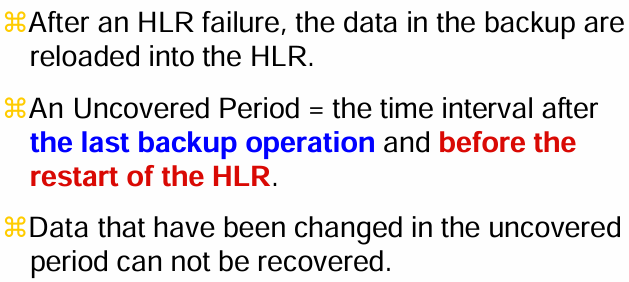 ⌘After an HLR failure, the data in the backup are
reloaded into the HLR.
⌘An Uncovered Period = the time interval after
the last backup operation and before the
restart of the HLR.
⌘Data that have been changed in the uncovered
period can not be recovered.